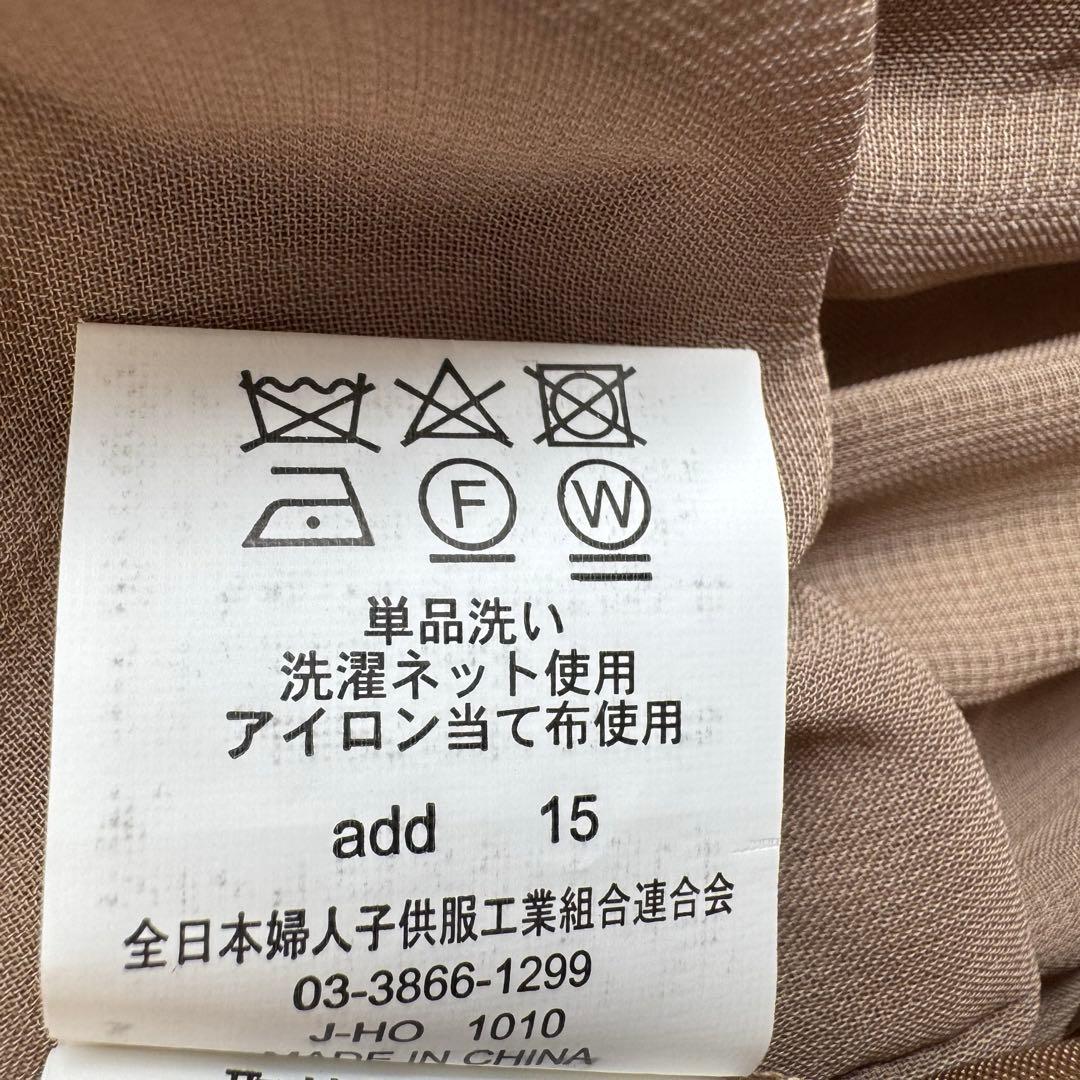 F W
単品洗い
洗濯ネット使用
アイロン当て布使用
add 15
全日本婦人子供服工業組合連合会
03-3866-1299
J-HO 1010
MADE IN CHINA